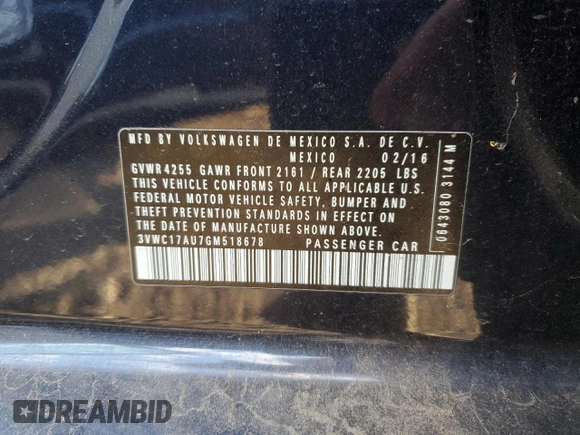 MFD BY VOLKSWAGEN DE MEXICO S.A. DE C.V.
MEXICO 02/16
GVWR 4255 GAWR FRONT 2161 / REAR 2205 LBS
THIS VEHICLE CONFORMS TO ALL APPLICABLE U.S.
FEDERAL MOTOR VEHICLE SAFETY, BUMPER AND
THEFT PREVENTION STANDARDS IN EFFECT ON
THE DATE OF MANUFACTURE SHOWN ABOVE.
3VWC17AU7GM518678 PASSENGER CAR
0643080 3144 M
DREAMBID